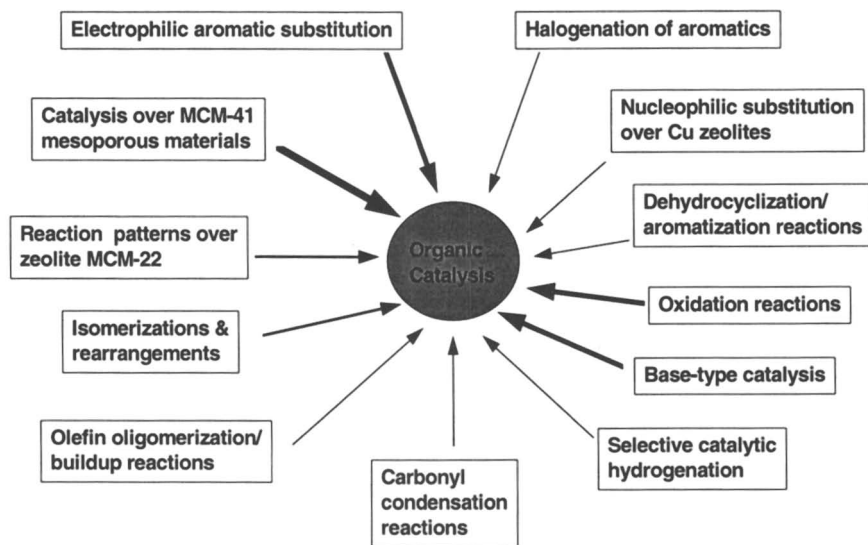 Electrophilic aromatic substitution
Halogenation of aromatics
Catalysis over MCM-41
mesoporous materials
Nucleophilic substitution
over Cu zeolites
Reaction patterns over
zeolite MCM-22
Organic
Catalysis
Dehydrocyclization/
aromatization reactions
Isomerizations &
rearrangements
Oxidation reactions
Base-type catalysis
Olefin oligomerization/
buildup reactions
Carbonyl
condensation
reactions
Selective catalytic
hydrogenation